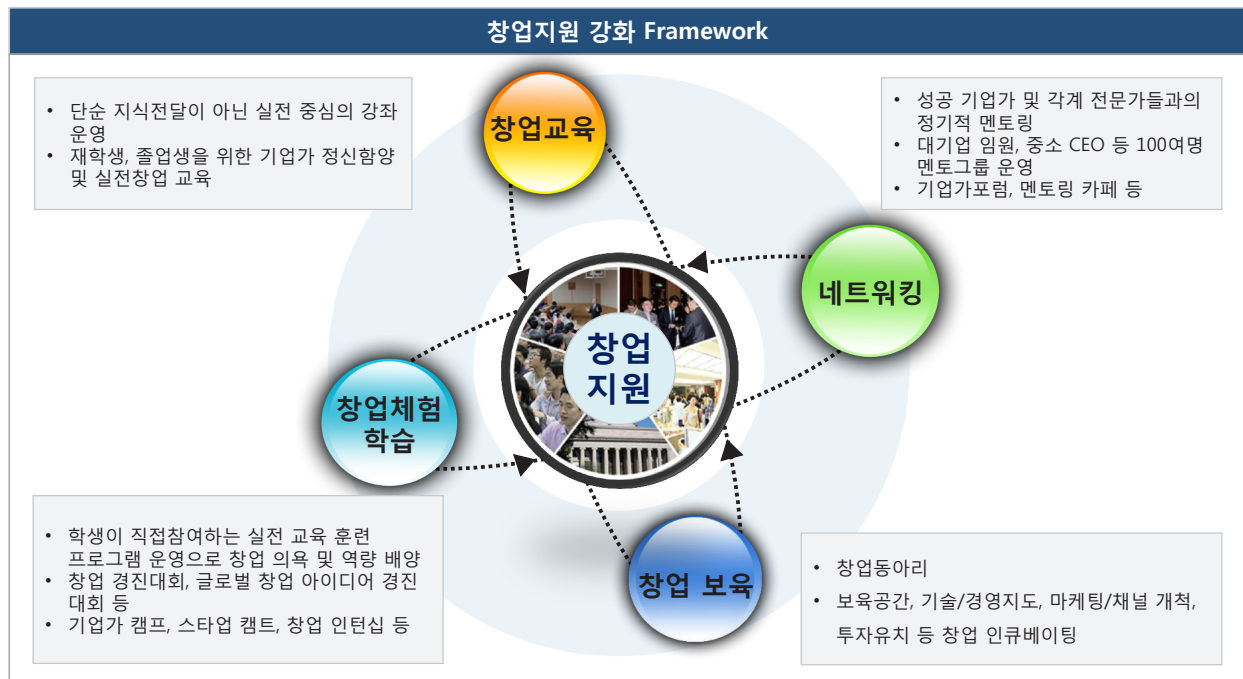 창업지원 강화 Framework
• 단순 지식전달이 아닌 실전 중심의 강좌
운영
• 재학생, 졸업생을 위한 기업가 정신함양
및 실전창업 교육
창업교육
• 성공 기업가 및 각계 전문가들과의
정기적 멘토링
• 대기업 임원, 중소 CEO 등 100여명
멘토그룹 운영
• 기업가포럼, 멘토링 카페 등
네트워킹
창업
지원
창업체험
학습
• 학생이 직접참여하는 실전 교육 훈련
프로그램 운영으로 창업 의욕 및 역량 배양
• 창업 경진대회, 글로벌 창업 아이디어 경진
대회 등
• 기업가 캠프, 스타업 캠트, 창업 인턴십 등
창업 보육
• 창업동아리
• 보육공간, 기술/경영지도, 마케팅/채널 개척,
투자유치 등 창업 인큐베이팅